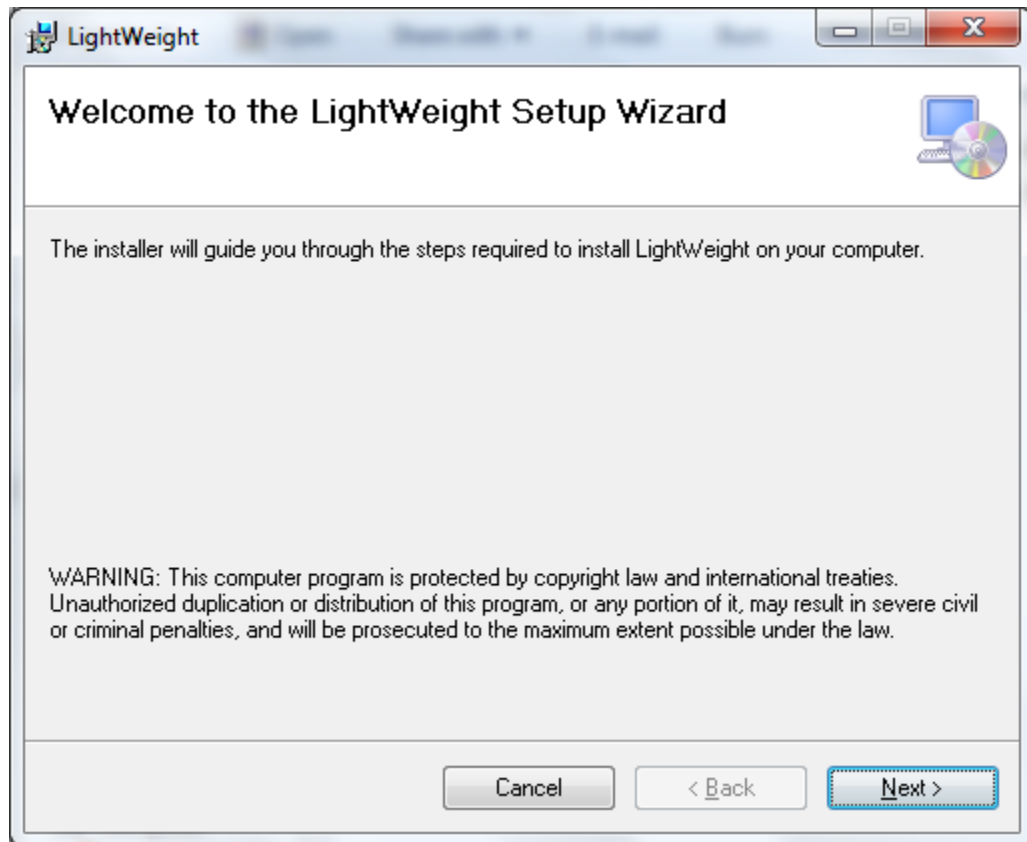 LightWeight
Welcome to the LightWeight Setup Wizard
The installer will guide you through the steps required to install LightWeight on your computer.
WARNING: This computer program is protected by copyright law and international treaties.
Unauthorized duplication or distribution of this program, or any portion of it, may result in severe civil
or criminal penalties, and will be prosecuted to the maximum extent possible under the law.
Cancel
< Back
Next >